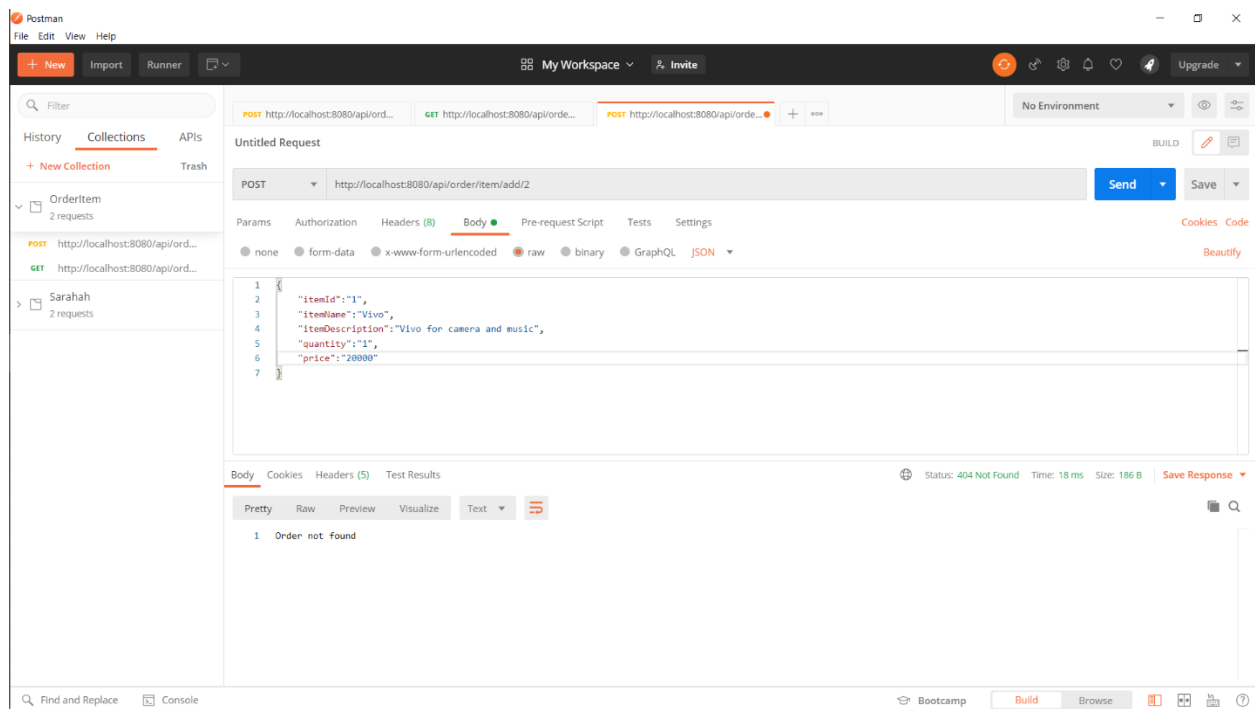 Postman
File Edit View Help
+ New Import Runner My Workspace Invite Upgrade
Filter
History Collections APIs
+ New Collection Trash
OrderItem
2 requests
POST http://localhost:8080/api/ord...
GET http://localhost:8080/api/ord...
Sarahah
2 requests
POST http://localhost:8080/api/ord... GET http://localhost:8080/api/orde... POST http://localhost:8080/api/orde... + ooo No Environment
Untitled Request BUILD
POST http://localhost:8080/api/order/item/add/2 Send Save
Params Authorization Headers (8) Body Pre-request Script Tests Settings Cookies Code
none form-data x-www-form-urlencoded raw binary GraphQL JSON Beautify
1 {
2 "itemId":"1",
3 "itemName":"Vivo",
4 "itemDescription":"Vivo for camera and music",
5 "quantity":"1",
6 "price":"20000"
7 }
Body Cookies Headers (5) Test Results Status: 404 Not Found Time: 18 ms Size: 186 B Save Response
Pretty Raw Preview Visualize Text
1 Order not found
Find and Replace Console Bootcamp Build Browse